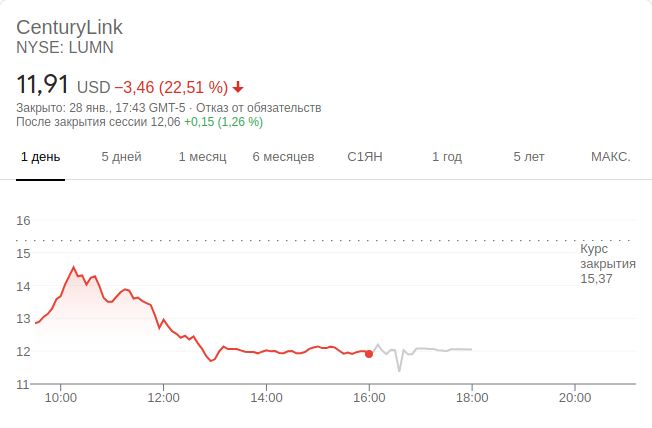 CenturyLink
NYSE: LUMN
11,91 USD −3,46 (22,51 %)
Закрыто: 28 янв., 17:43 GMT-5 · Отказ от обязательств
После закрытия сессии 12,06 +0,15 (1,26 %)
1 день 5 дней 1 месяц 6 месяцев С1ЯН 1 год 5 лет МАКС.
16
Курс
15
закрытия
15,37
14
13
12
11
10:00 12:00 14:00 16:00 18:00 20:00